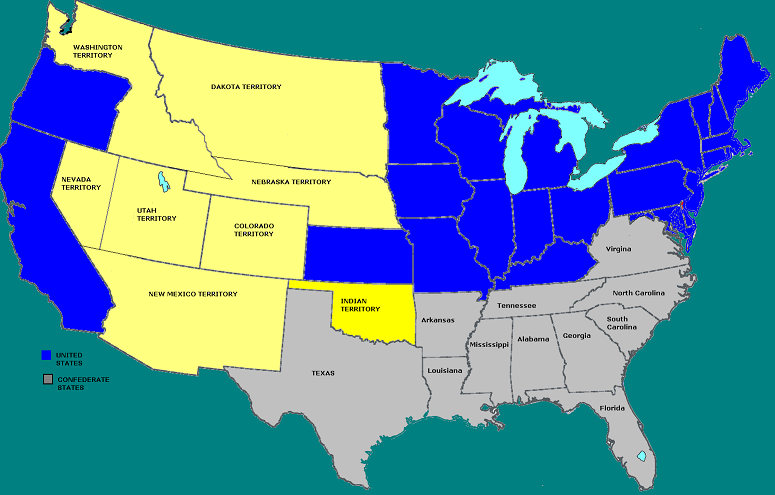 WASHINGTON
TERRITORY
DAKOTA TERRITORY
NEVADA
TERRITORY
NEBRASKA TERRITORY
UTAH
TERRITORY
COLORADO
TERRITORY
Virgina
NEW MEXICO TERRITORY
INDIAN
TERRITORY
Tennessee
North Carolina
Arkansas
South
Carolina
Mississippi
Alabama
Georgia
TEXAS
Louisiana
Florida
UNITED
STATES
CONFEDERATE
STATES